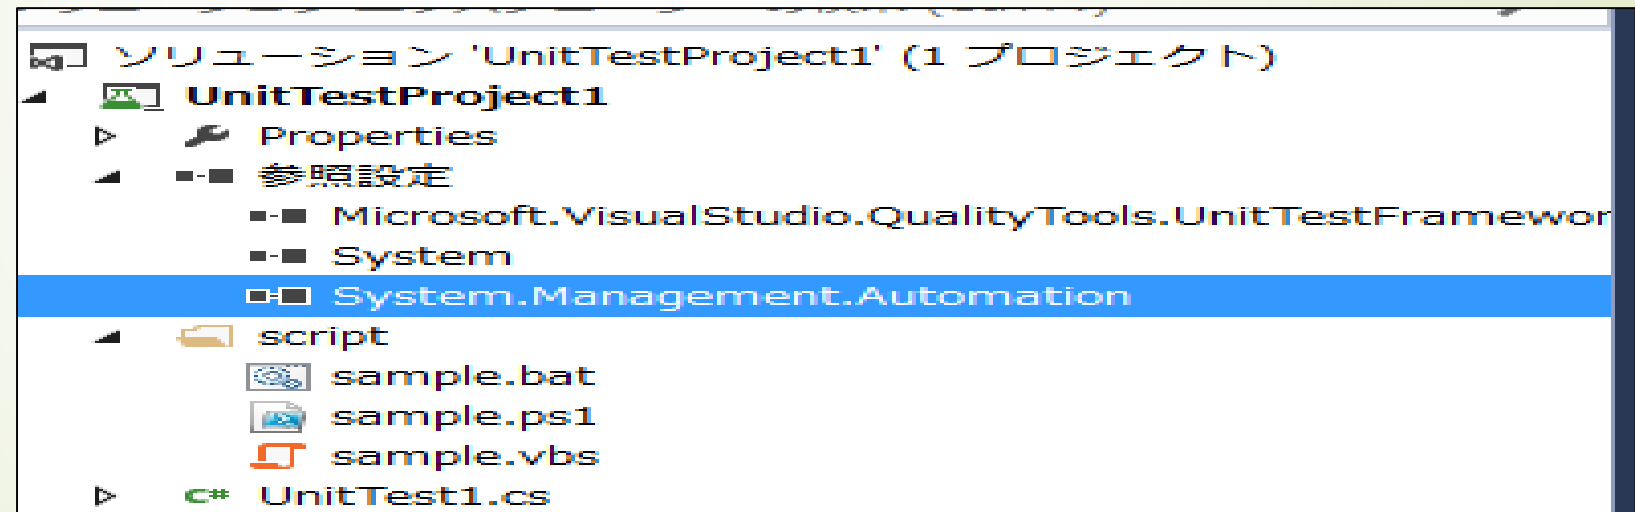 ソリューション 'UnitTestProject1' (1 プロジェクト)
UnitTestProject1
Properties
参照設定
Microsoft.VisualStudio.QualityTools.UnitTestFramewor
System
System.Management.Automation
script
sample.bat
sample.ps1
sample.vbs
C# UnitTest1.cs